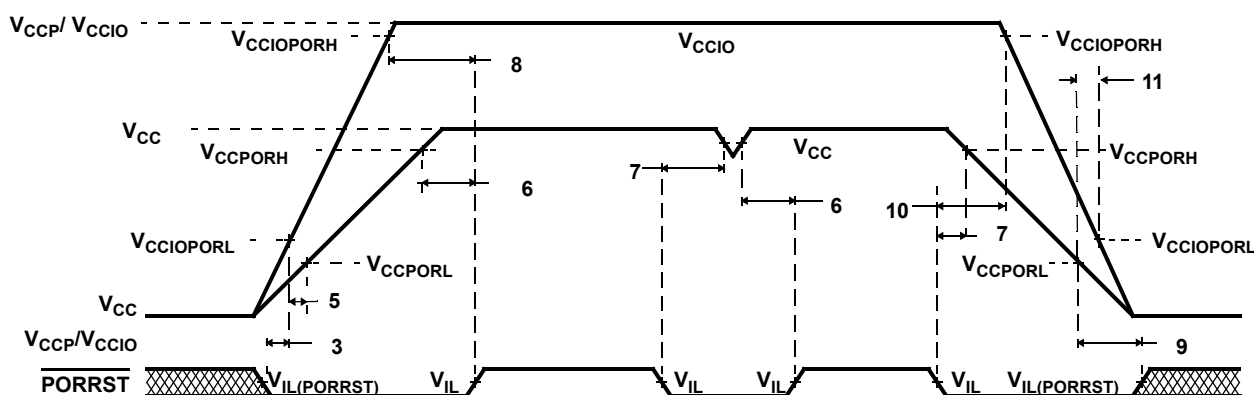 VCCP/ VCCIO
VCCIOPORH
VCCIO
VCCIOPORH
8
11
VCC
VCCPORH
VCC
VCCPORH
7
6
6
10
7
VCCIOPORL
VCCPORL
VCCPORL
VCCIOPORL
VCC
5
VCCP/VCCIO
3
9
PORRST
VIL(PORRST)
VIL
VIL
VIL
VIL
VIL(PORRST)